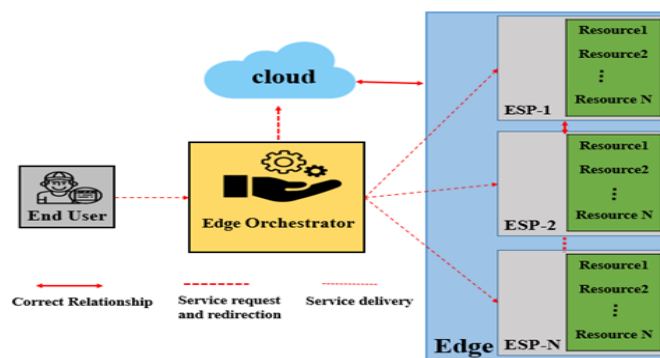 cloud
End User
Edge Orchestrator
Resource1
Resource2
Resource N
ESP-1
Resource1
Resource2
Resource N
ESP-2
Resource1
Resource2
Resource N
ESP-N
Edge
Correct Relationship
Service request
and redirection
Service delivery